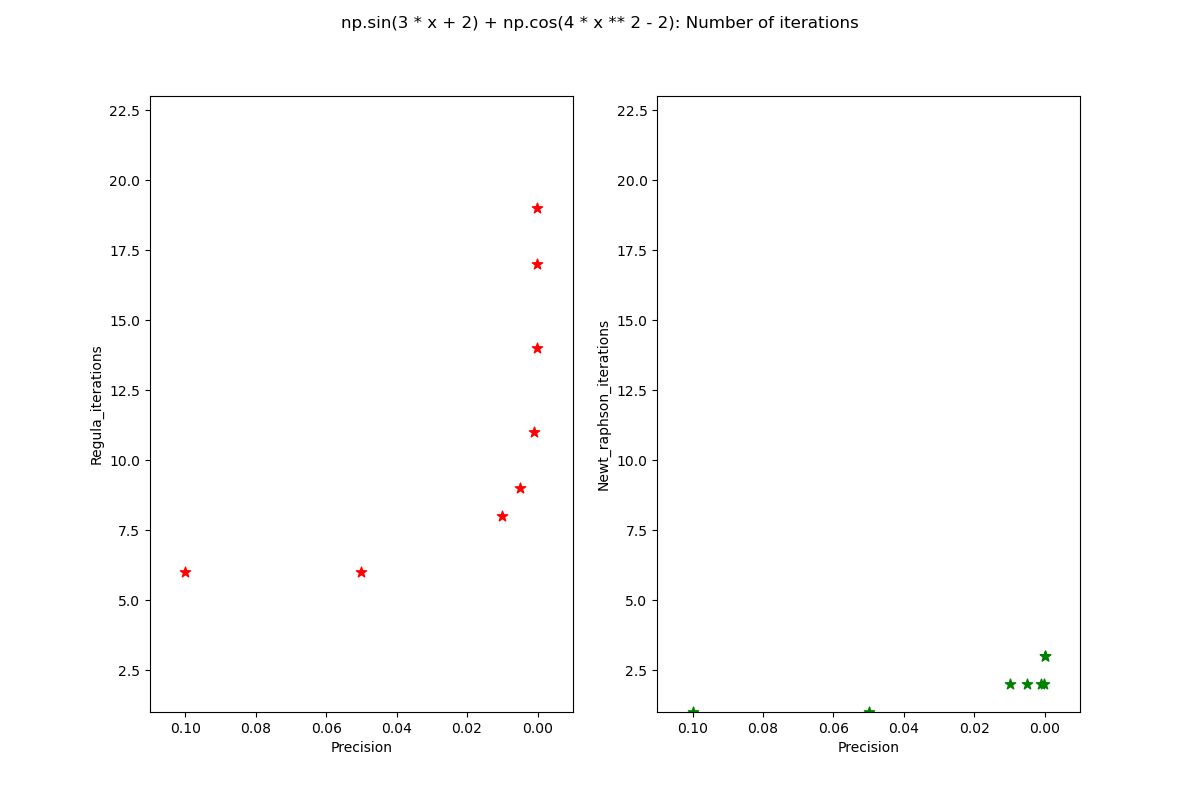 np.sin(3 * x + 2) + np.cos(4 * x ** 2 - 2): Number of iterations
Regula_iterations
22.5
20.0
17.5
15.0
12.5
10.0
7.5
5.0
2.5
0.10 0.08 0.06 0.04 0.02 0.00
Precision
Newt_raphson_iterations
22.5
20.0
17.5
15.0
12.5
10.0
7.5
5.0
2.5
0.10 0.08 0.06 0.04 0.02 0.00
Precision